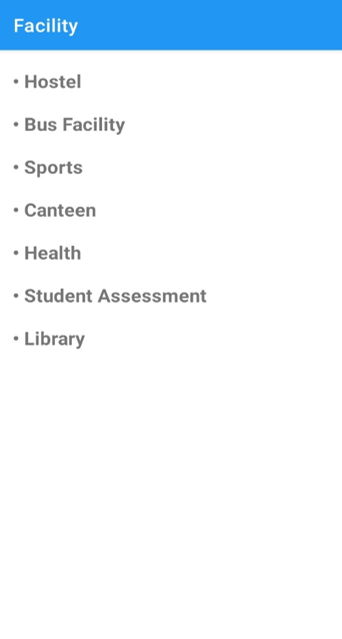 Facility
• Hostel
• Bus Facility
• Sports
• Canteen
• Health
• Student Assessment
• Library